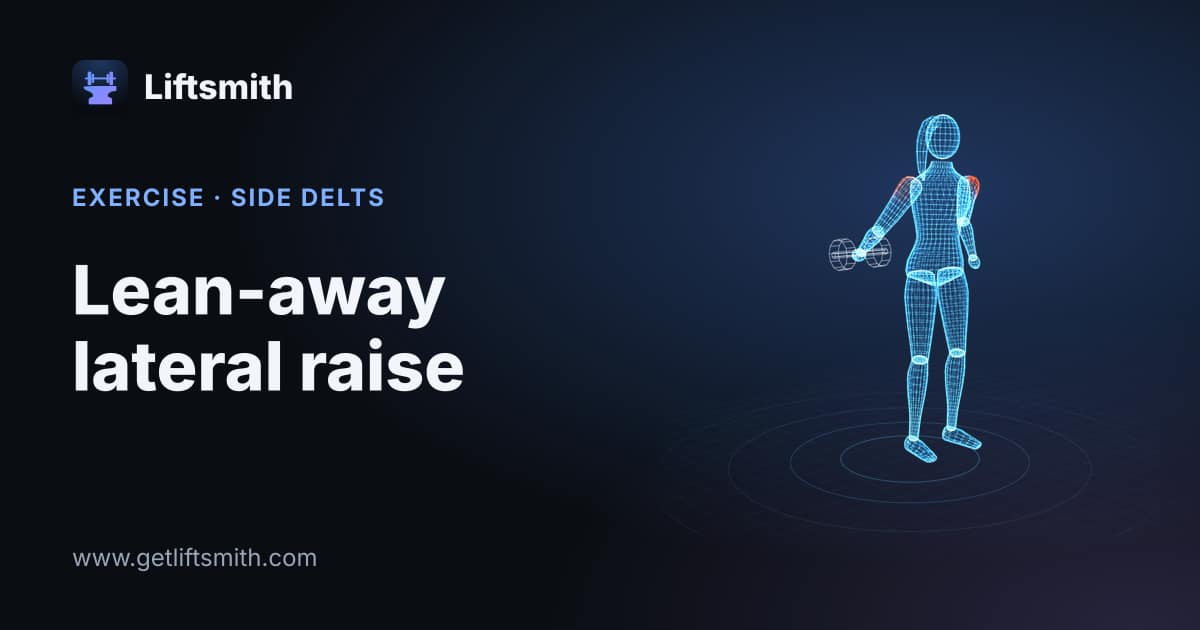 Liftsmith
EXERCISE · SIDE DELTS
Lean-away
lateral raise
www.getliftsmith.com